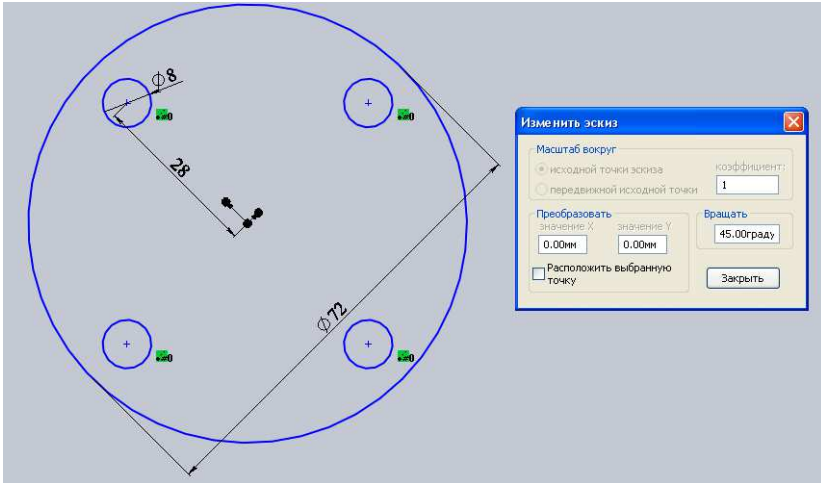 Ø8
28
Ø72
Изменить эскиз
Масштаб вокруг
исходной точки эскиза
передвижной исходной точки
коэффициент:
1
Преобразовать
значение X значение Y
0.00мм 0.00мм
Расположить выбранную
точку
Вращать
45.00граду
Закрыть